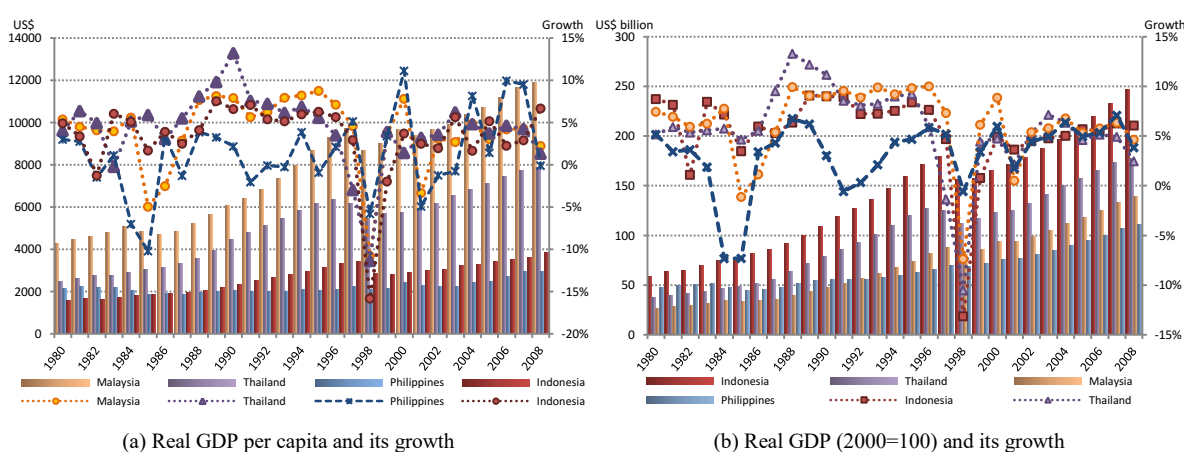 US$ Growth
14000 15%
12000 10%
10000 5%
8000 0%
6000 -5%
4000 -10%
2000 -15%
0 -20%
1980 1982 1984 1986 1988 1990 1992 1994 1996 1998 2000 2002 2004 2006 2008
Malaysia Thailand Philippines Indonesia
Malaysia Thailand Philippines Indonesia
(a) Real GDP per capita and its growth
US$ billion Growth
300 15%
250 10%
200 5%
150 0%
100 -5%
50 -10%
0 -15%
1980 1982 1984 1986 1988 1990 1992 1994 1996 1998 2000 2002 2004 2006 2008
Indonesia Thailand Malaysia
Philippines Indonesia Thailand
(b) Real GDP (2000=100) and its growth